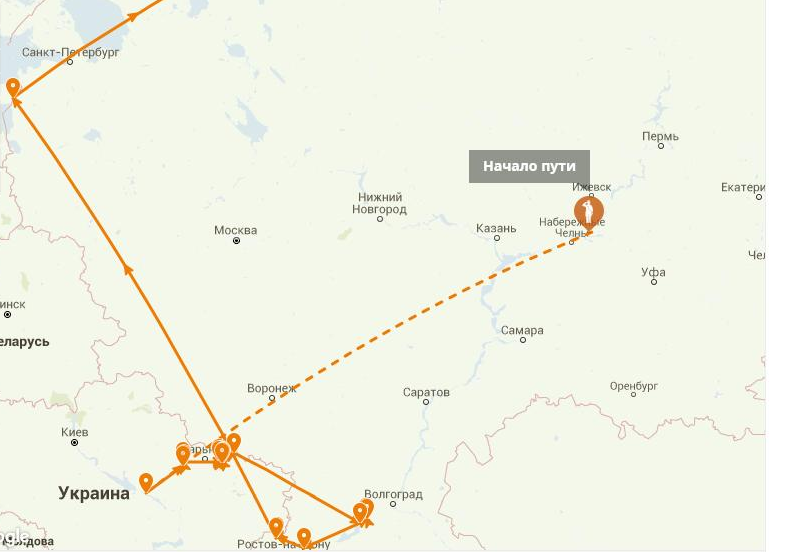 Санкт-Петербург
Пермь
Начало пути
Ижевск
Екатери
Нижний
Новгород
Набережные
Челны
Казань
Москва
Уфа
Чел
инск
еларусь
Самара
Оренбург
Воронеж
Саратов
Киев
Украина
Волгоград
Ростов-на-Дону
Молдова